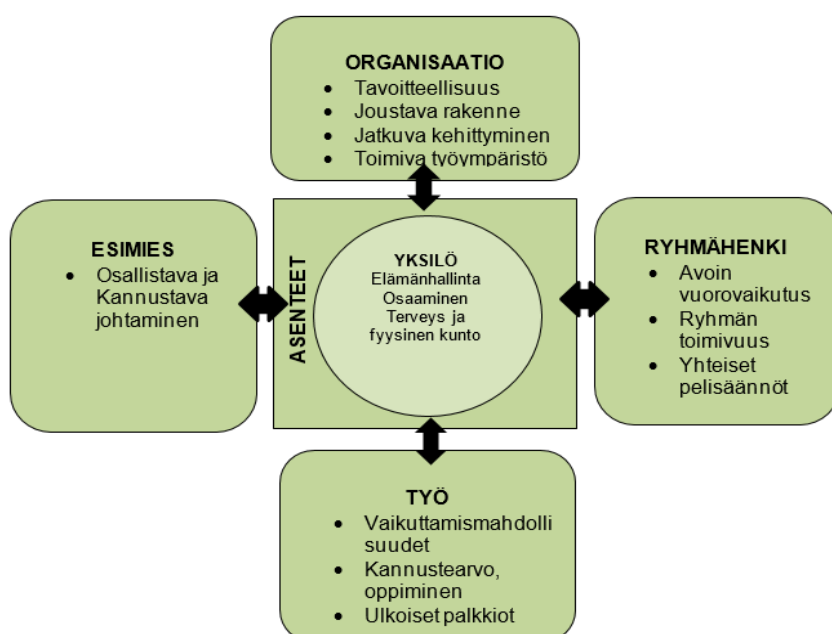 ORGANISAATIO
• Tavoitteellisuus
• Joustava rakenne
• Jatkuva kehittyminen
• Toimiva työympäristö
ESIMIES
• Osallistava ja
Kannustava
johtaminen
ASENTEET
YKSILÖ
Elämänhallinta
Osaaminen
Terveys ja
fyysinen kunto
RYHMÄHENKI
• Avoin
vuorovaikutus
• Ryhmän
toimivuus
• Yhteiset
pelisäännöt
TYÖ
• Vaikuttamismahdolli
suudet
• Kannustearvo,
oppiminen
• Ulkoiset palkkiot